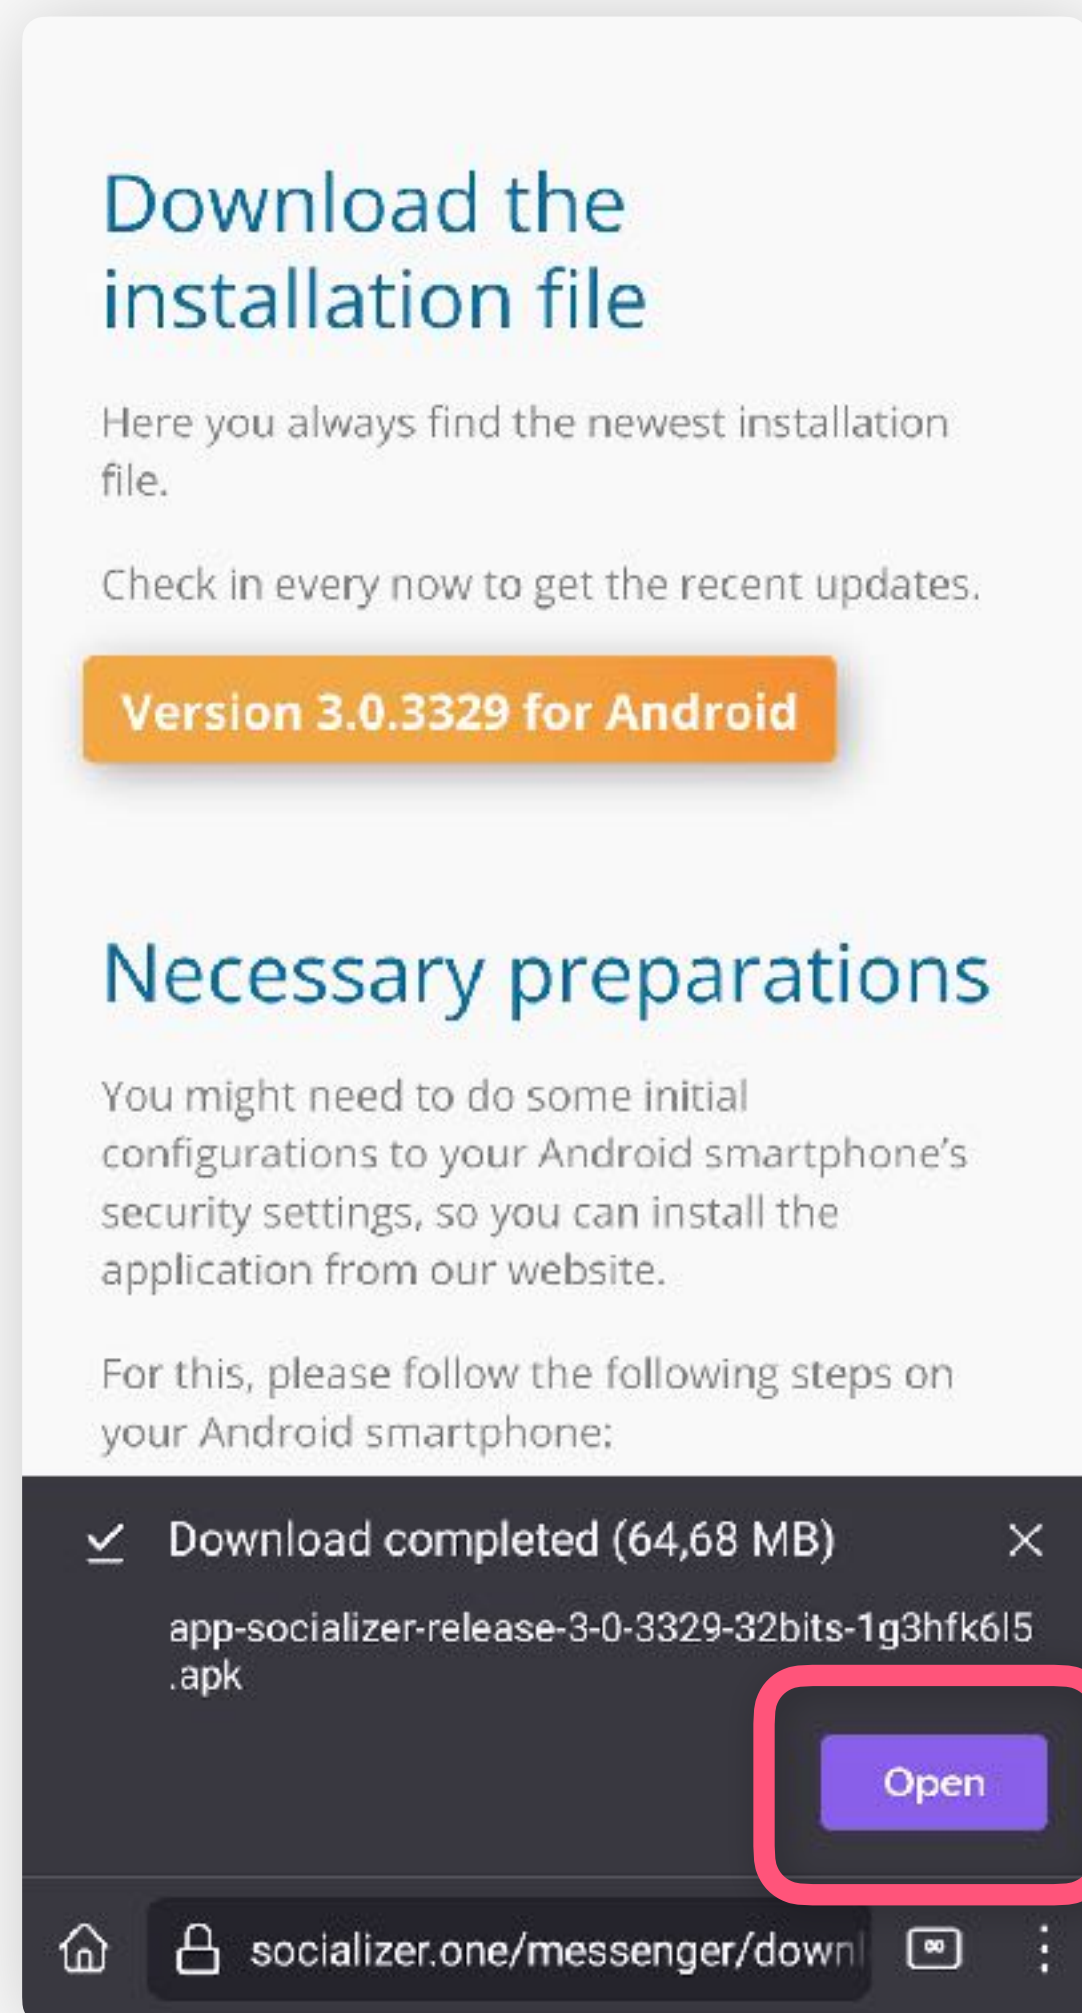 Download the
installation file
Here you always find the newest installation
file.
Check in every now to get the recent updates.
Version 3.0.3329 for Android
Necessary preparations
You might need to do some initial
configurations to your Android smartphone’s
security settings, so you can install the
application from our website.
For this, please follow the following steps on
your Android smartphone:
Download completed (64,68 MB)
app-socializer-release-3-0-3329-32bits-1g3hfk6l5
.apk
Open
socializer.one/messenger/downl
∞